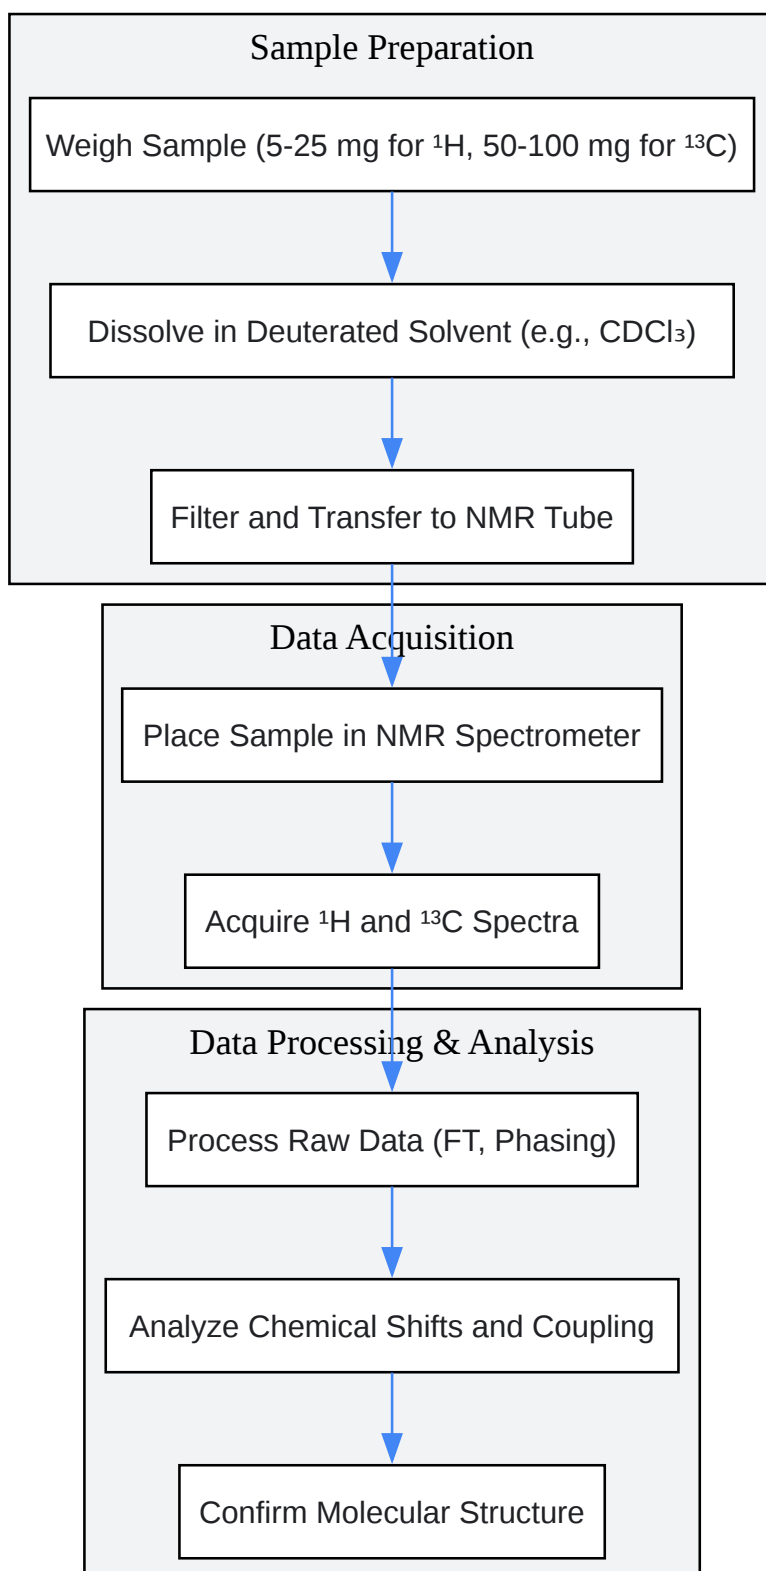 Sample Preparation
Weigh Sample (5-25 mg for ¹H, 50-100 mg for ¹³C)
Dissolve in Deuterated Solvent (e.g., CDCl₃)
Filter and Transfer to NMR Tube
Data Acquisition
Place Sample in NMR Spectrometer
Acquire ¹H and ¹³C Spectra
Data Processing & Analysis
Process Raw Data (FT, Phasing)
Analyze Chemical Shifts and Coupling
Confirm Molecular Structure